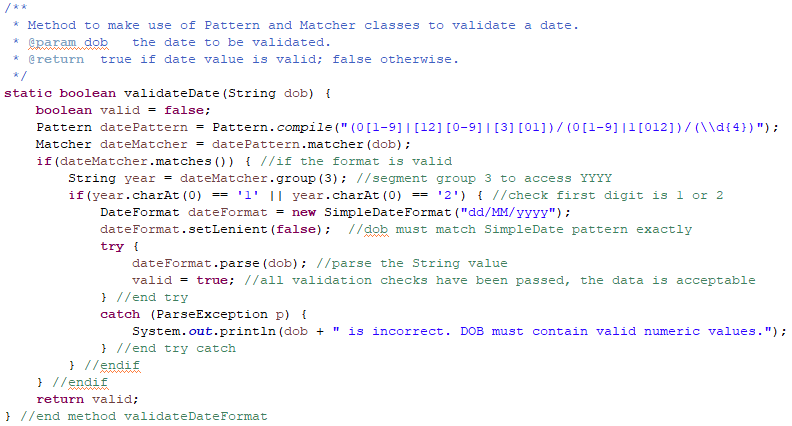 /**
 * Method to make use of Pattern and Matcher classes to validate a date.
 * @param dob   the date to be validated.
 * @return  true if date value is valid; false otherwise.
 */
static boolean validateDate(String dob) {
    boolean valid = false;
    Pattern datePattern = Pattern.compile("(0[1-9]|[12][0-9]|[3][01])/(0[1-9]|1[012])/(\\d{4})");
    Matcher dateMatcher = datePattern.matcher(dob);
    if(dateMatcher.matches()) { //if the format is valid
        String year = dateMatcher.group(3); //segment group 3 to access YYYY
        if(year.charAt(0) == '1' || year.charAt(0) == '2') { //check first digit is 1 or 2
            DateFormat dateFormat = new SimpleDateFormat("dd/MM/yyyy");
            dateFormat.setLenient(false);  //dob must match SimpleDate pattern exactly
            try {
                dateFormat.parse(dob); //parse the String value
                valid = true; //all validation checks have been passed, the data is acceptable
            } //end try
            catch (ParseException p) {
                System.out.println(dob + " is incorrect. DOB must contain valid numeric values.");
            } //end try catch
        } //endif
    } //endif
    return valid;
} //end method validateDateFormat